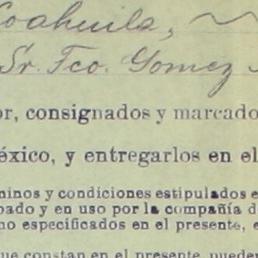 Coahuila,
Sr. Fco. Gomez
or, consignados y marcado
éxico, y entregarlos en el
minos y condiciones estipulados e
bado y en uso por la compañía d
no especificados en el presente, e
que constan en el presente, pueden